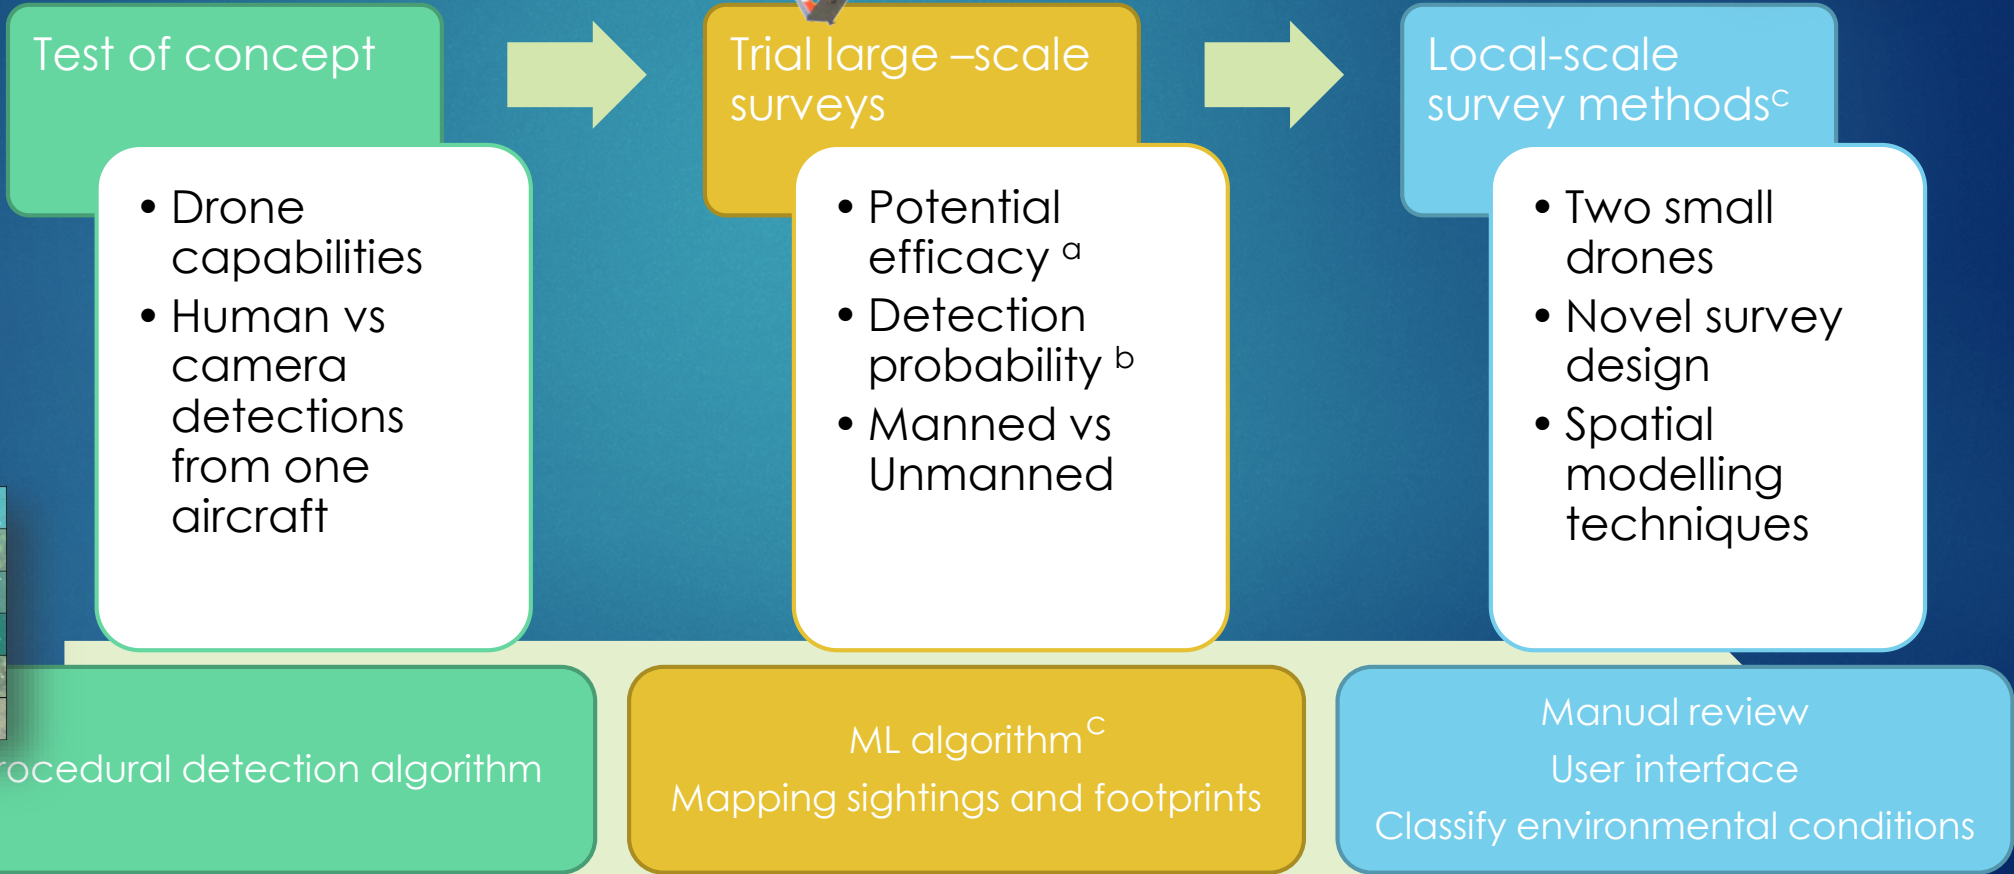 Test of concept
• Drone
capabilities
• Human vs
camera
detections
from one
aircraft
Trial large –scale
surveys
• Potential
efficacy a
• Detection
probability b
• Manned vs
Unmanned
Local-scale
survey methodsc
• Two small
drones
• Novel survey
design
• Spatial
modelling
techniques
rocedural detection algorithm
ML algorithmc
Mapping sightings and footprints
Manual review
User interface
Classify environmental conditions